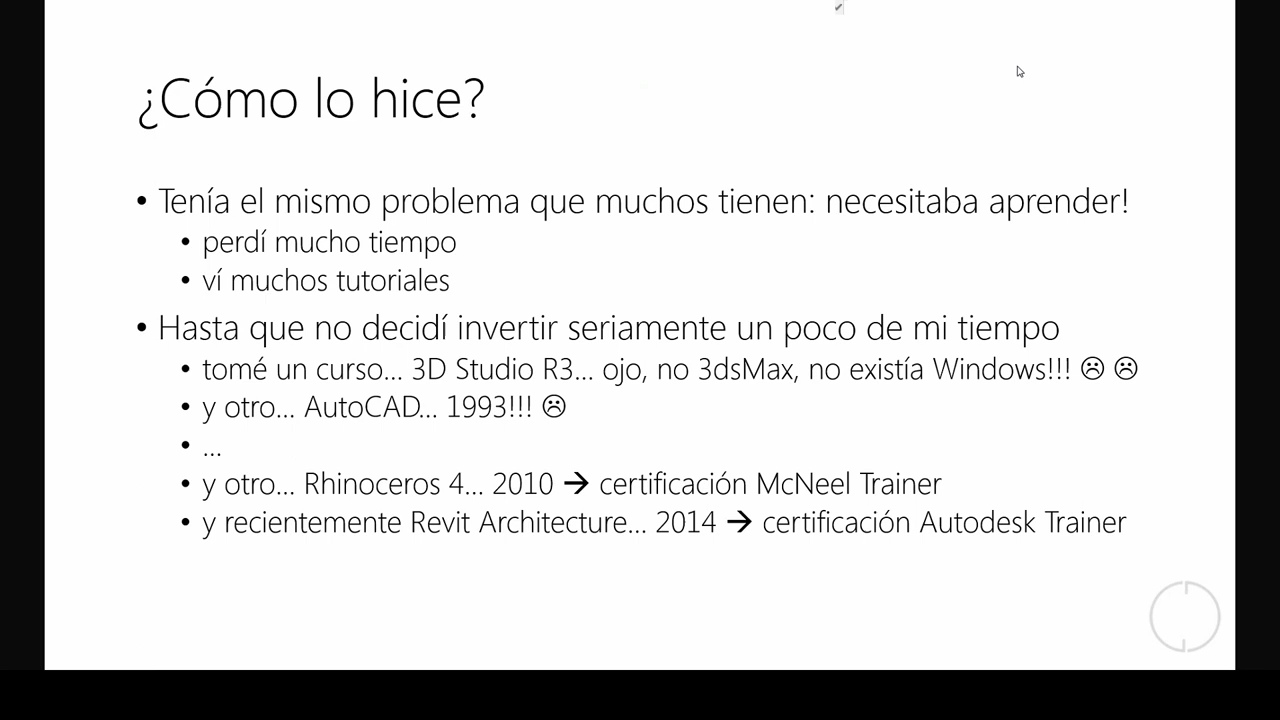 ¿Cómo lo hice?
• Tenía el mismo problema que muchos tienen: necesitaba aprender!
• perdí mucho tiempo
• ví muchos tutoriales
• Hasta que no decidí invertir seriamente un poco de mi tiempo
• tomé un curso... 3D Studio R3... ojo, no 3dsMax, no existía Windows!!! ☹ ☹
• y otro... AutoCAD... 1993!!! ☹
• ...
• y otro... Rhinoceros 4... 2010 → certificación McNeel Trainer
• y recientemente Revit Architecture... 2014 → certificación Autodesk Trainer